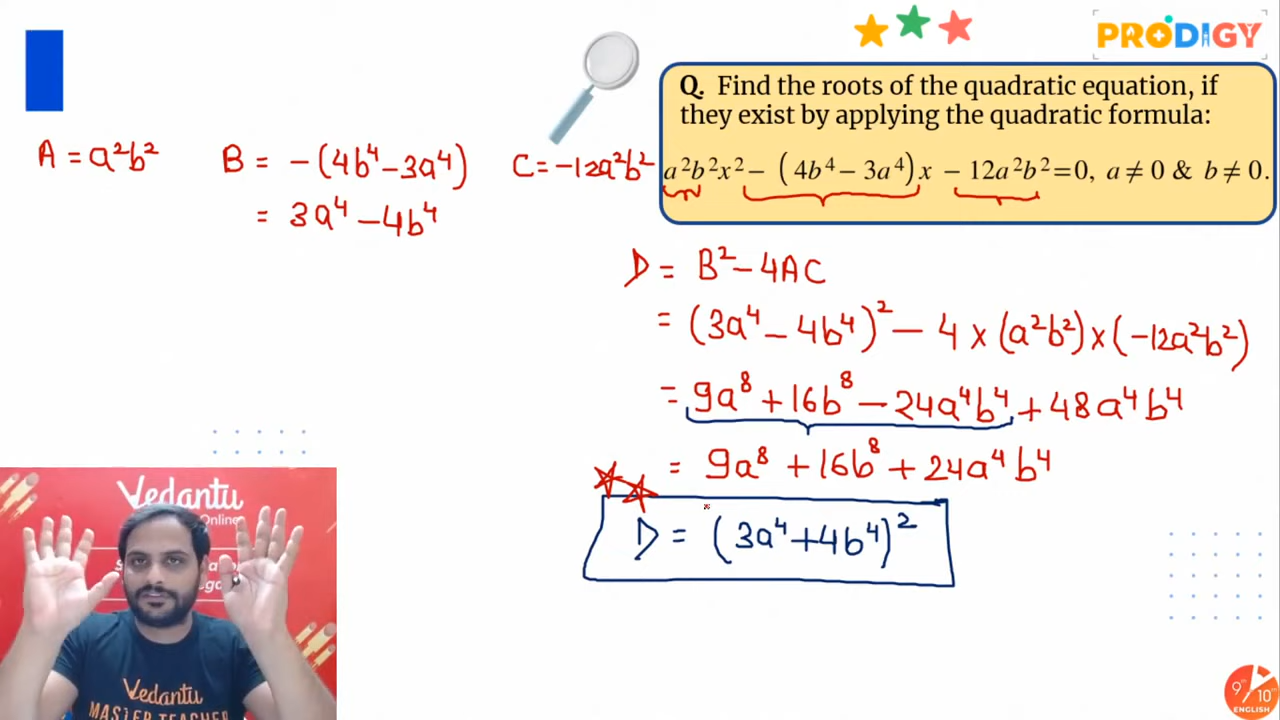 PRODIGY
Q. Find the roots of the quadratic equation, if
they exist by applying the quadratic formula:
a²b²x² − (4b⁴ − 3a⁴)x − 12a²b² = 0, a ≠ 0 & b ≠ 0.
A = a²b²
B = −(4b⁴ − 3a⁴)
= 3a⁴ − 4b⁴
C = −12a²b²
D = B² − 4AC
= (3a⁴ − 4b⁴)² − 4 × (a²b²) × (−12a²b²)
= 9a⁸ + 16b⁸ − 24a⁴b⁴ + 48a⁴b⁴
= 9a⁸ + 16b⁸ + 24a⁴b⁴
D = (3a⁴ + 4b⁴)²
Vedantu
Online
Vedantu
MASTER TEACHER
9th 10th
ENGLISH